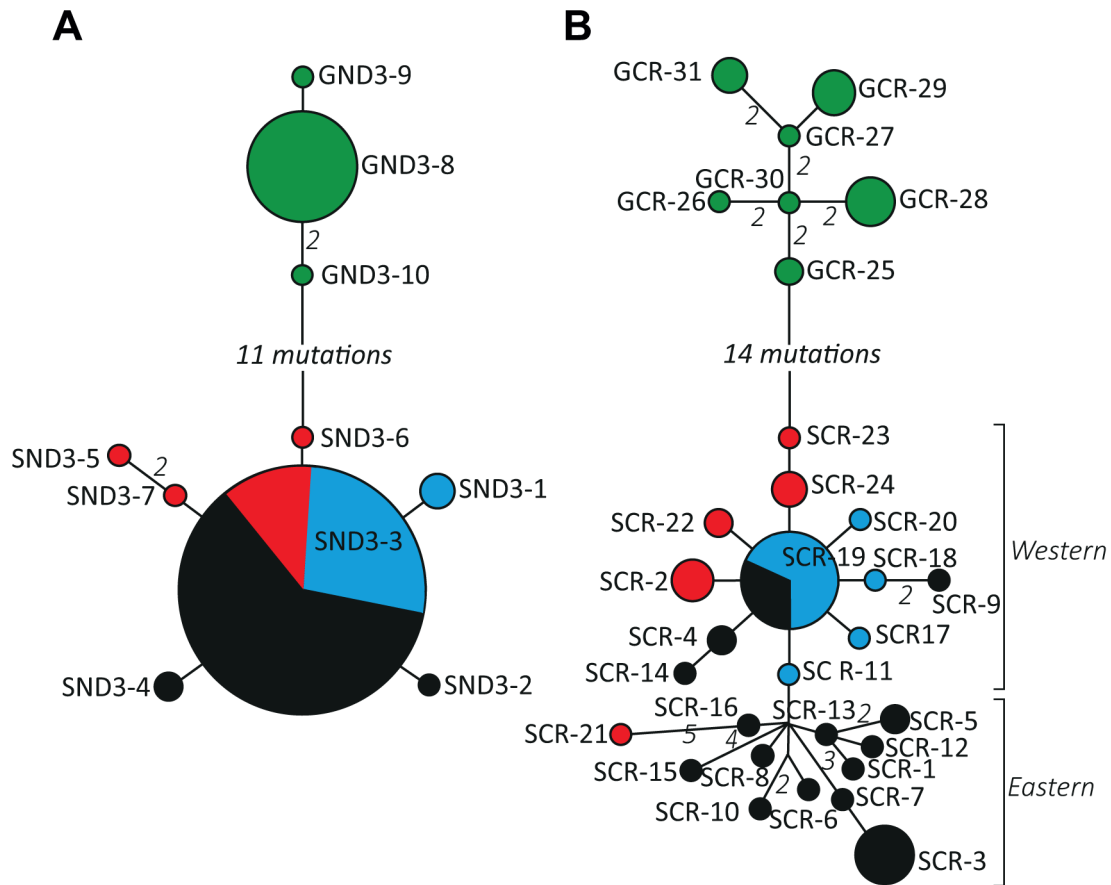 A
GND3-9
GND3-8
2
GND3-10
11 mutations
SND3-6
SND3-5
2
SND3-7
SND3-1
SND3-3
SND3-4
SND3-2
B
GCR-31
GCR-29
2
GCR-27
2
GCR-30
GCR-26
GCR-28
2
2
2
GCR-25
14 mutations
SCR-23
SCR-24
SCR-22
SCR-20
SCR-19
SCR-18
SCR-2
2
SCR-9
SCR-4
SCR17
SCR-14
SC R-11
Western
SCR-16
SCR-13
2
SCR-5
SCR-21
5
4
SCR-12
3
SCR-15
SCR-8
SCR-1
2
SCR-7
SCR-10
SCR-6
SCR-3
Eastern